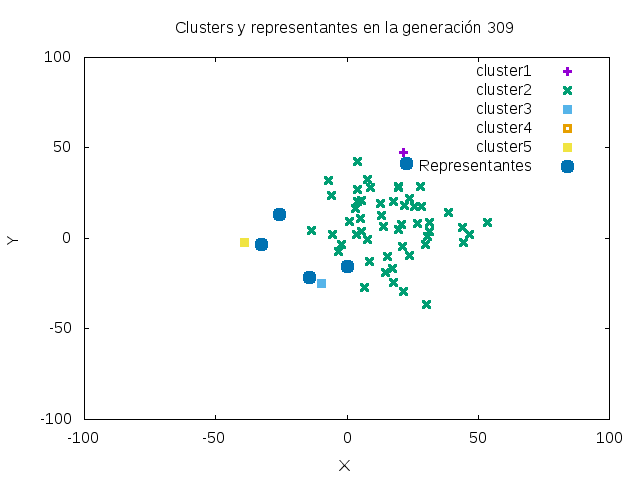 Clusters y representantes en la generación 309
100
50
0
-50
-100
-100
-50
0
50
100
Y
X
cluster1
cluster2
cluster3
cluster4
cluster5
Representantes